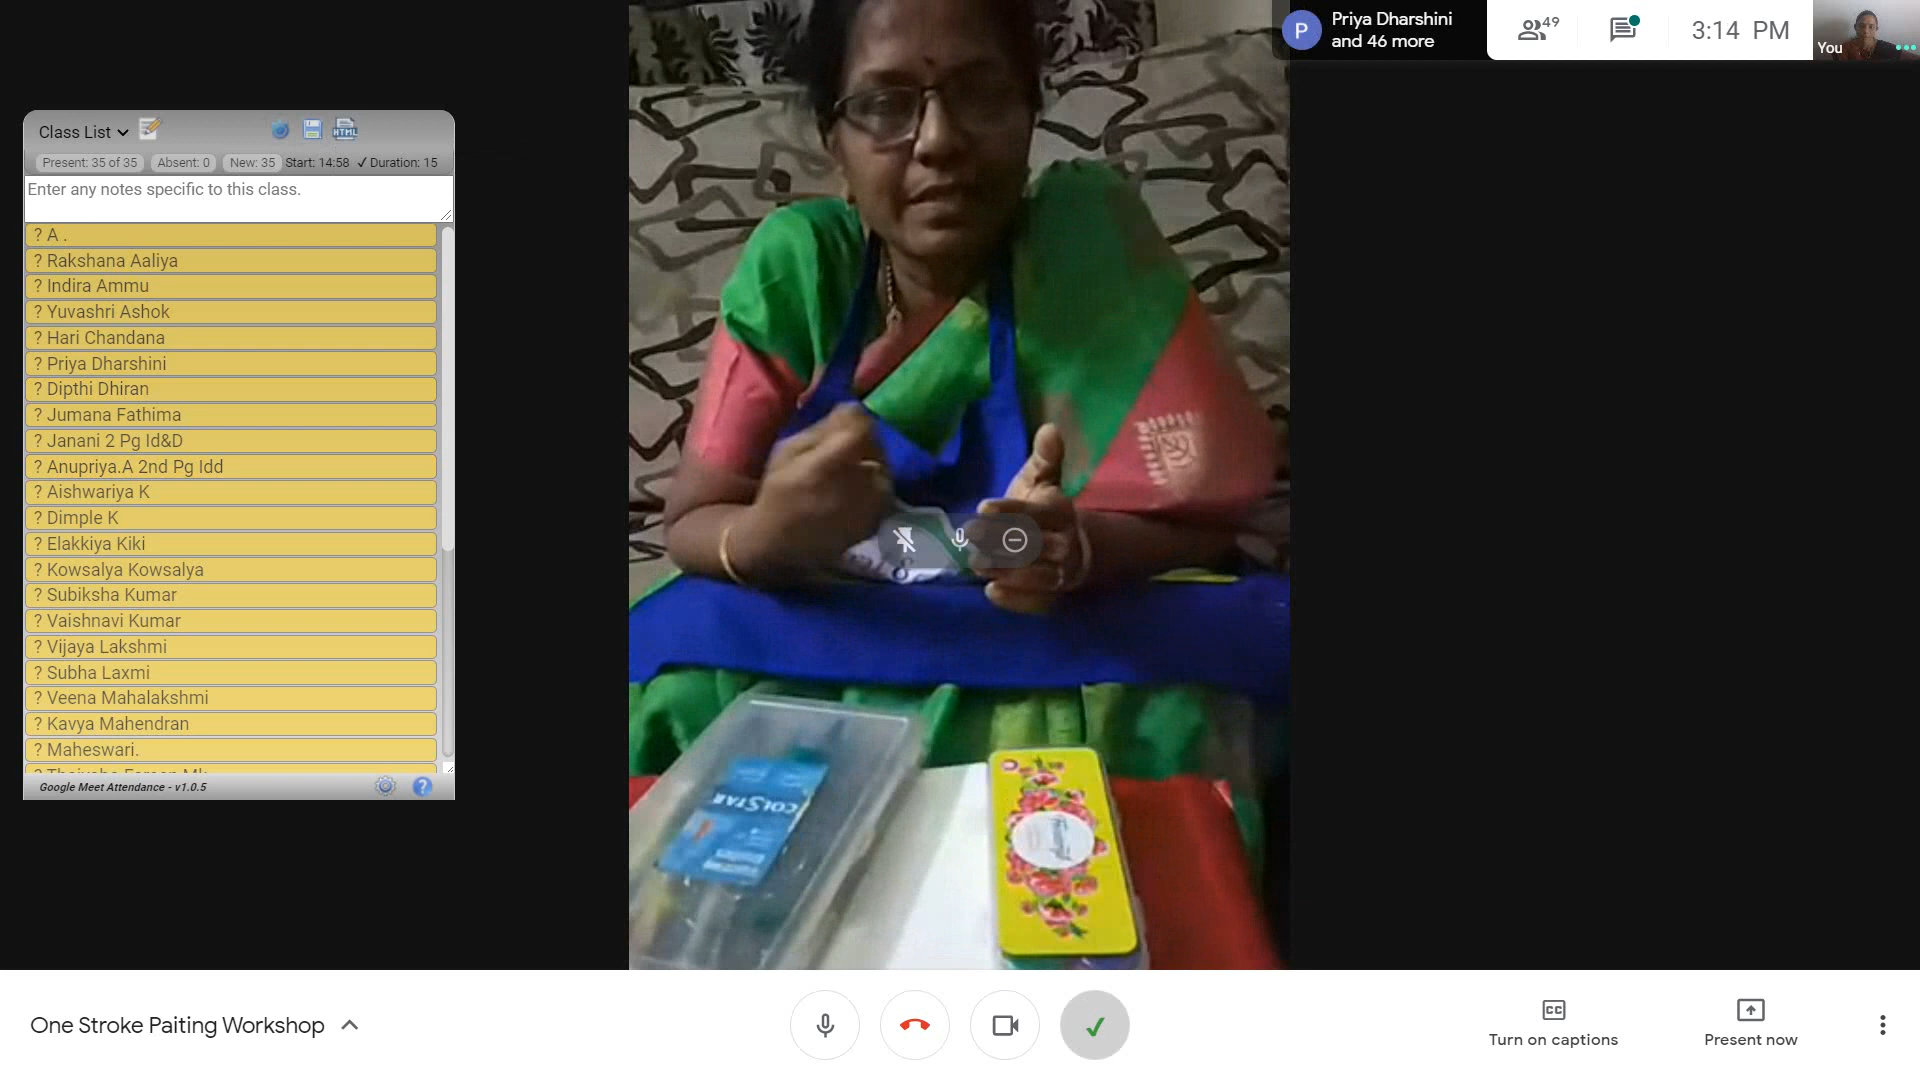 Priya Dharshini
and 46 more
P
49
3:14 PM
You
Class List
HTML
Present: 35 of 35 Absent: 0 New: 35 Start: 14:58 ✓ Duration: 15
Enter any notes specific to this class.
? A .
? Rakshana Aaliya
? Indira Ammu
? Yuvashri Ashok
? Hari Chandana
? Priya Dharshini
? Dipthi Dhiran
? Jumana Fathima
? Janani 2 Pg Id&D
? Anupriya.A 2nd Pg Idd
? Aishwariya K
? Dimple K
? Elakkiya Kiki
? Kowsalya Kowsalya
? Subiksha Kumar
? Vaishnavi Kumar
? Vijaya Lakshmi
? Subha Laxmi
? Veena Mahalakshmi
? Kavya Mahendran
? Maheswari.
Google Meet Attendance - v1.0.5
?
COLSTAR
One Stroke Paiting Workshop
CC
Turn on captions
Present now